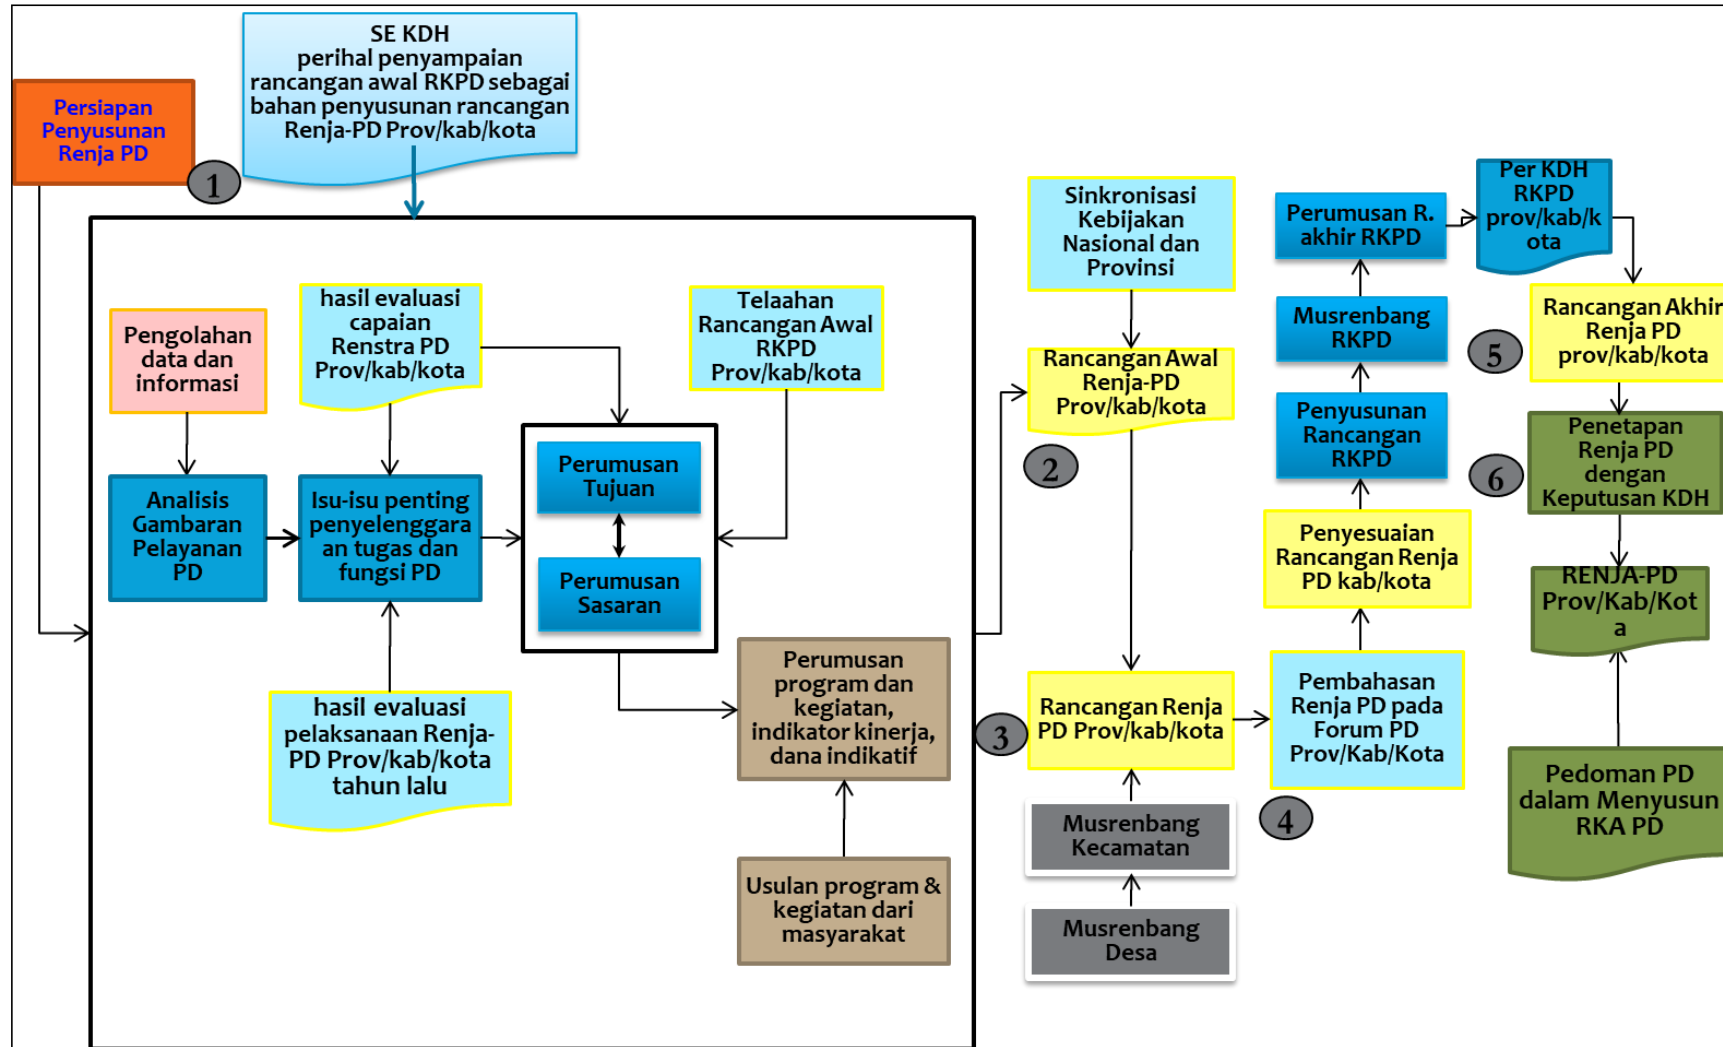 SE KDH
perihal penyampaian
rancangan awal RKPD sebagai
bahan penyusunan rancangan
Renja-PD Prov/kab/kota
Persiapan
Penyusunan
Renja PD
1
Pengolahan
data dan
informasi
hasil evaluasi
capaian
Renstra PD
Prov/kab/kota
Telaahan
Rancangan Awal
RKPD
Prov/kab/kota
Analisis
Gambaran
Pelayanan
PD
Isu-isu penting
penyelenggara
an tugas dan
fungsi PD
Perumusan
Tujuan
Perumusan
Sasaran
hasil evaluasi
pelaksanaan Renja-
PD Prov/kab/kota
tahun lalu
Perumusan
program dan
kegiatan,
indikator kinerja,
dana indikatif
Usulan program &
kegiatan dari
masyarakat
Sinkronisasi
Kebijakan
Nasional dan
Provinsi
Rancangan Awal
Renja-PD
Prov/kab/kota
2
Rancangan Renja
PD Prov/kab/kota
3
Musrenbang
Kecamatan
Musrenbang
Desa
Pembahasan
Renja PD pada
Forum PD
Prov/Kab/Kota
4
Penyesuaian
Rancangan Renja
PD kab/kota
Penyusunan
Rancangan
RKPD
Musrenbang
RKPD
Perumusan R.
akhir RKPD
Per KDH
RKPD
prov/kab/k
ota
Rancangan Akhir
Renja PD
prov/kab/kota
5
Penetapan
Renja PD
dengan
Keputusan KDH
6
RENJA-PD
Prov/Kab/Kot
a
Pedoman PD
dalam Menyusun
RKA PD